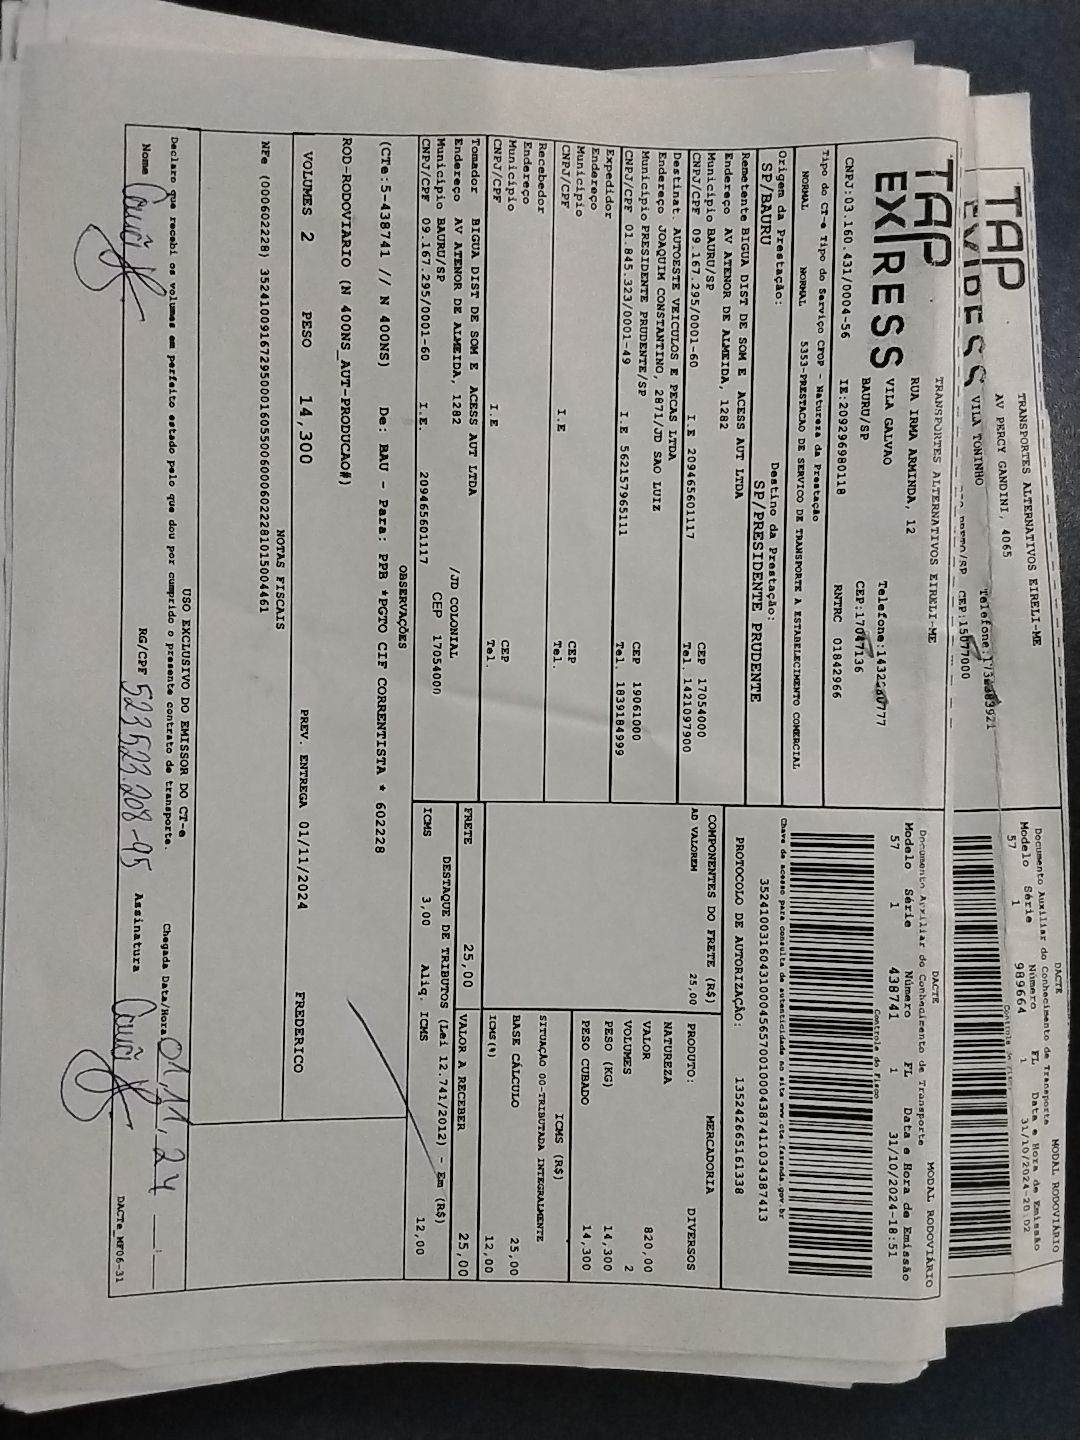 TAP
EXPRESS
TRANSPORTES ALTERNATIVOS EIRELI-ME
AV PERCY GANDINI, 4065
VILA TONINHO
CEP:15077000
DACTE
MODAL RODOVIÁRIO
Documento Auxiliar do Conhecimento de Transporte
Modelo Série Número FL Data e Hora de Emissão
57 1 989664 1 31/10/2024-20:02
TAP
EXPRESS
TRANSPORTES ALTERNATIVOS EIRELI-ME
RUA IRMA ARMINDA, 12
VILA GALVAO
BAURU/SP
CEP:17047136
CNPJ:03.160.431/0004-56 IE:209296980118 RNTRC 01842966
DACTE
MODAL RODOVIÁRIO
Documento Auxiliar do Conhecimento de Transporte
Modelo Série Número FL Data e Hora de Emissão
57 1 438741 1 31/10/2024-18:51
Controle do Fisco
Chave de acesso para consulta de autenticidade no site www.cte.fazenda.gov.br
PROTOCOLO DE AUTORIZAÇÃO: 135242665161338
Tipo do CT-e Tipo do Serviço CFOP - Natureza da Prestação
NORMAL NORMAL 5353-PRESTACAO DE SERVICO DE TRANSPORTE A ESTABELECIMENTO COMERCIAL
Origem da Prestação: Destino da Prestação:
SP/BAURU SP/PRESIDENTE PRUDENTE
Remetente BIGUA DIST DE SOM E ACESS AUT LTDA
Endereço AV ATENOR DE ALMEIDA, 1282
Município BAURU/SP CEP 17054000
CNPJ/CPF 09.167.295/0001-60 I.E 209465601117 Tel. 1421097900
Destinat. AUTOESTE VEICULOS E PECAS LTDA
Endereço JOAQUIM CONSTANTINO, 2871/JD SAO LUIZ
Município PRESIDENTE PRUDENTE/SP CEP 19061000
CNPJ/CPF 01.845.323/0001-49 I.E 562157965111 Tel. 1839184999
Expedidor
Endereço
Município CEP
CNPJ/CPF I.E Tel.
Recebedor
Endereço
Município CEP
CNPJ/CPF I.E Tel.
Tomador BIGUA DIST DE SOM E ACESS AUT LTDA
Endereço AV ATENOR DE ALMEIDA, 1282 /JD COLONIAL
Município BAURU/SP CEP 17054000
CNPJ/CPF 09.167.295/0001-60 I.E. 209465601117
COMPONENTES DO FRETE (R$)
AD VALOREM 25,00
PRODUTO: MERCADORIA
NATUREZA DIVERSOS
VALOR 820,00
VOLUMES 2
PESO (KG) 14,300
PESO CUBADO 14,300
ICMS (R$)
SITUAÇÃO 00-TRIBUTADA INTEGRALMENTE
BASE CÁLCULO 25,00
ICMS(%) 12,00
FRETE 25,00 VALOR A RECEBER 25,00
DESTAQUE DE TRIBUTOS (Lei 12.741/2012) - Em (R$)
ICMS 3,00 Aliq. ICMS 12,00
OBSERVAÇÕES
(CTe:5-438741 // N 400NS) De: BAU - Para: PPB *PGTO CIF CORRENTISTA * 602228
ROD-RODOVIARIO (N 400NS_AUT-PRODUCAO#)
VOLUMES 2 PESO 14,300 PREV. ENTREGA 01/11/2024 FREDERICO
NOTAS FISCAIS
USO EXCLUSIVO DO EMISSOR DO CT-e
Declaro que recebi os volumes em perfeito estado pelo que dou por cumprido o presente contrato de transporte. Chegada Data/Hora 01,11,24
Nome RG/CPF 523523.208-95 Assinatura
DACTe_MF06-31